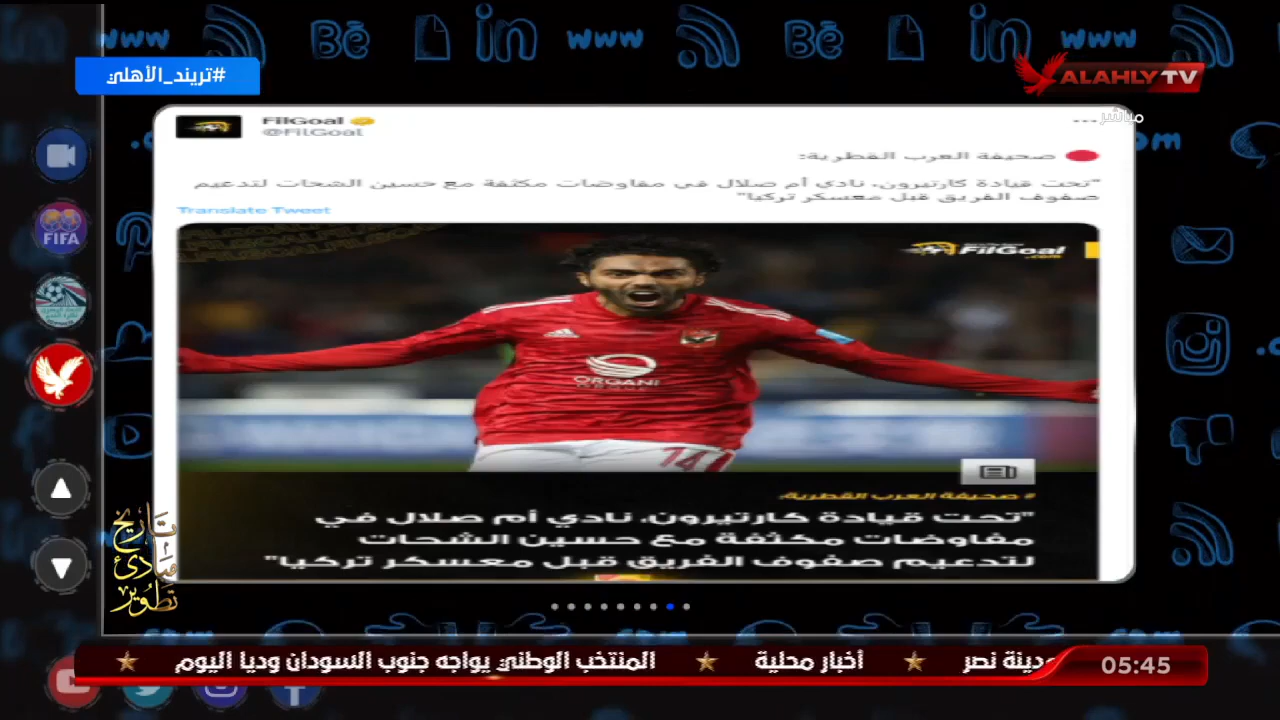 #تريند_الأهلي
ALAHLY TV
مباشر
FilGoal
@FilGoal
صحيفة العرب القطرية:
"تحت قيادة كارتيرون، نادي أم صلال في مفاوضات مكثفة مع حسين الشحات لتدعيم
صفوف الفريق قبل معسكر تركيا"
Translate Tweet
FilGoal
.com
FIFA
ORGANI
14
# صحيفة العرب القطرية:
"تحت قيادة كارتيرون، نادي أم صلال في
مفاوضات مكثفة مع حسين الشحات
لتدعيم صفوف الفريق قبل معسكر تركيا"
تاريخ
مبادئ
تطوير
مدينة نصر ★ أخبار محلية ★ المنتخب الوطني يواجه جنوب السودان وديا اليوم ★
05:45